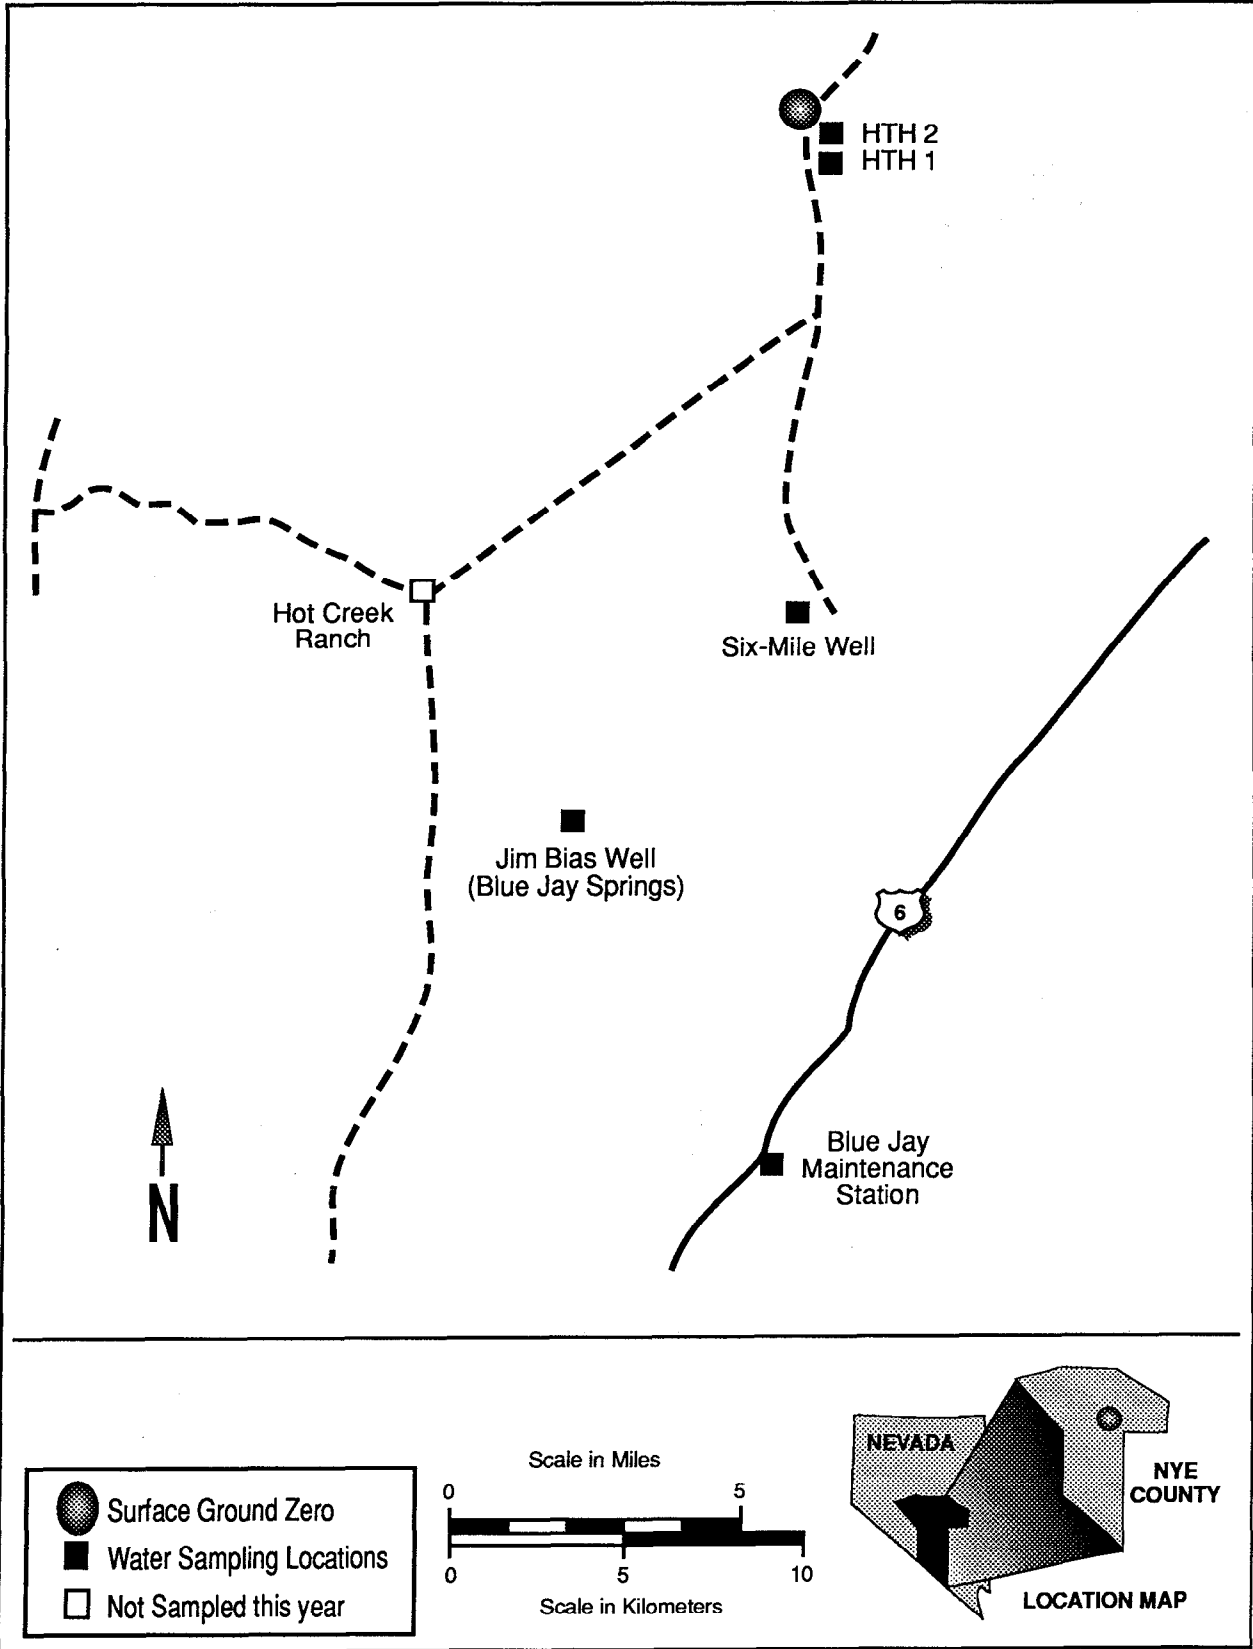 HTH 2
HTH 1
Hot Creek
Ranch
Six-Mile Well
Jim Bias Well
(Blue Jay Springs)
6
Blue Jay
Maintenance
Station
N
Surface Ground Zero
Water Sampling Locations
Not Sampled this year
Scale in Miles
0 5
0 5 10
Scale in Kilometers
NEVADA
NYE
COUNTY
LOCATION MAP